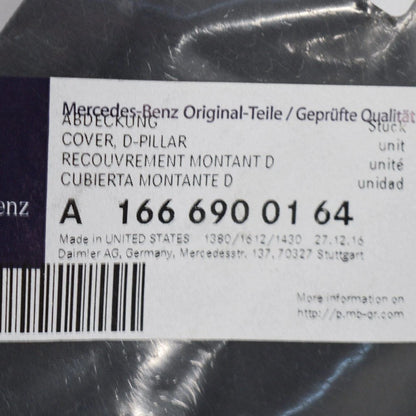 Mercedes-Benz Original-Teile / Geprüfte Qualität
ABDECKUNG Stück
COVER, D-PILLAR unit
RECOUVREMENT MONTANT D unité
CUBIERTA MONTANTE D unidad
enz
A 166 690 01 64
Made in UNITED STATES 1380/1612/1430 27.12.16
Daimler AG, Germany, Mercedesstr. 137, 70327 Stuttgart
More information on
http://p.mb-qr.com/